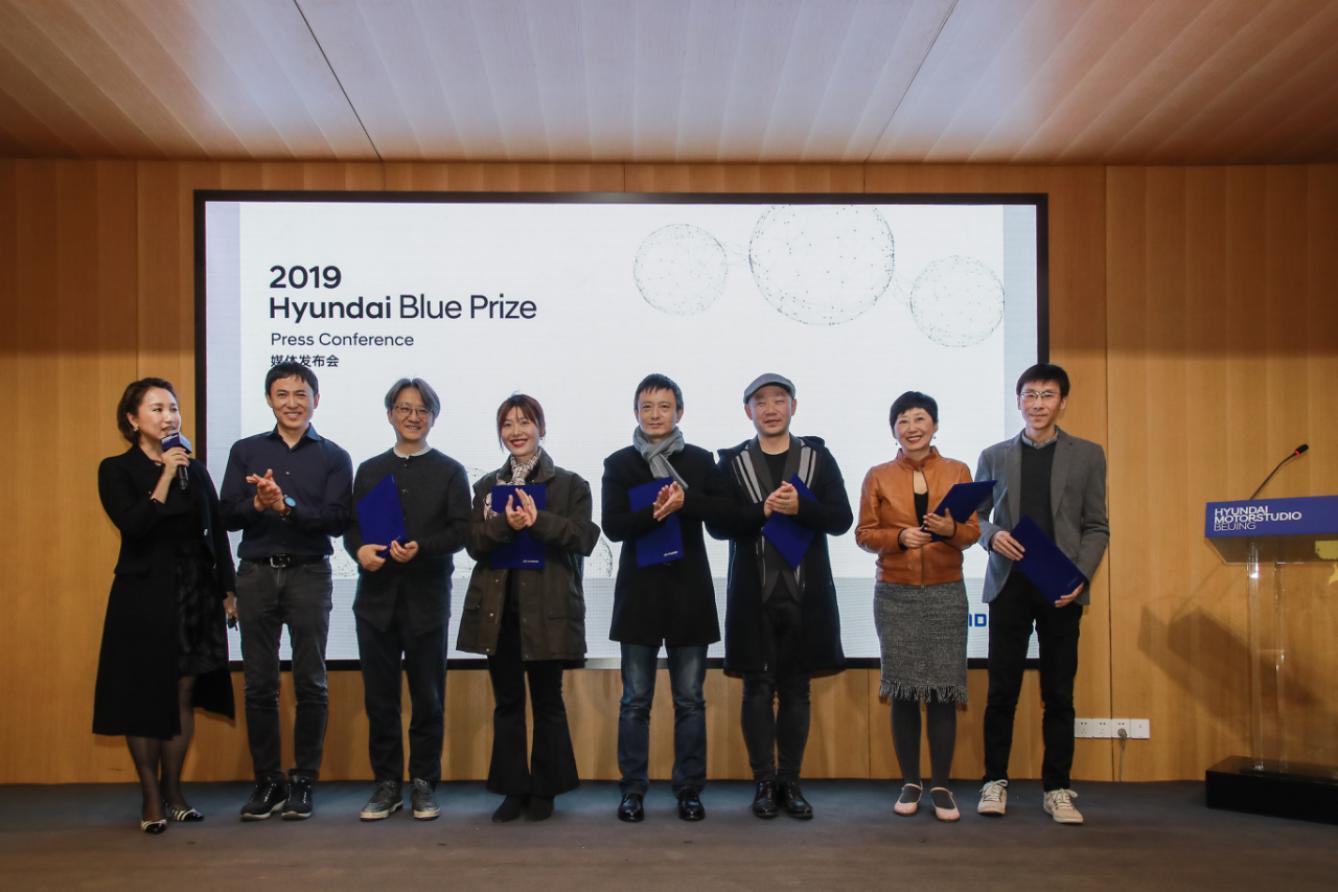 2019
Hyundai Blue Prize
Press Conference
媒体发布会
HYUNDAI
MOTORSTUDIO
BEIJING